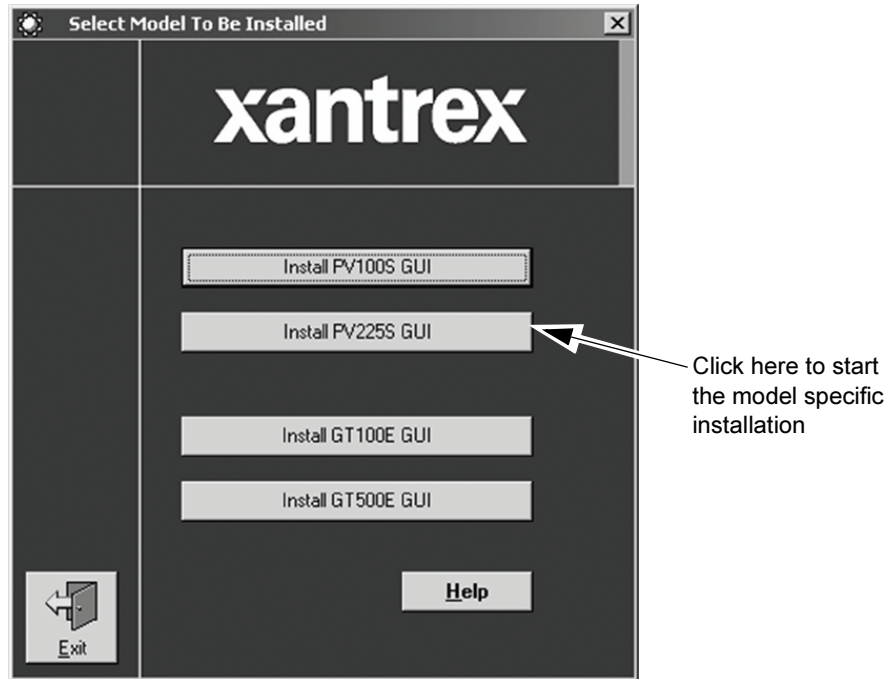 Select Model To Be Installed
xantrex
Install PV100S GUI
Install PV225S GUI
Click here to start
the model specific
installation
Install GT100E GUI
Install GT500E GUI
Help
Exit